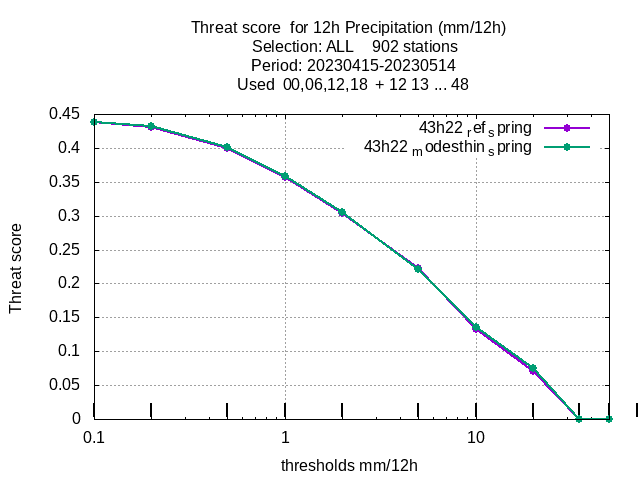 Threat score  for 12h Precipitation (mm/12h)
Selection: ALL    902 stations
Period: 20230415-20230514
Used  00,06,12,18  + 12 13 ... 48
43h22 ref spring
43h22 modesthin spring
Threat score
0.45
0.4
0.35
0.3
0.25
0.2
0.15
0.1
0.05
0
0.1 1 10
thresholds mm/12h